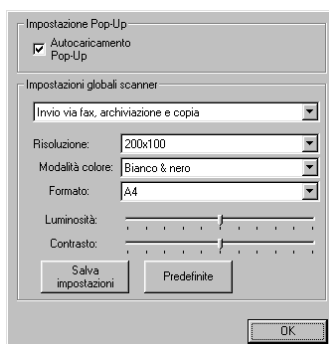 Impostazione Pop-Up
Autocaricamento
Pop-Up
Impostazioni globali scanner
Invio via fax, archiviazione e copia
Risoluzione: 200x100
Modalità colore: Bianco & nero
Formato: A4
Luminosità:
Contrasto:
Salva
impostazioni
Predefinite
OK